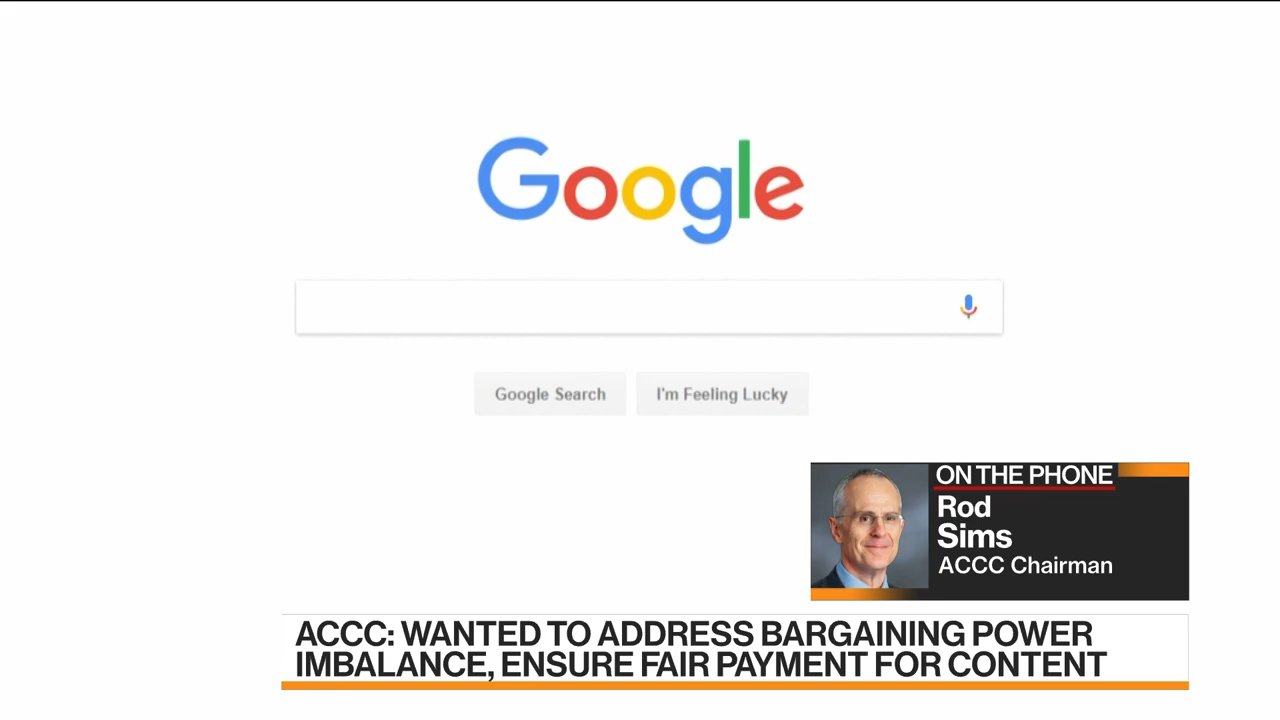 Google
Google Search
I'm Feeling Lucky
ON THE PHONE
Rod
Sims
ACCC Chairman
ACCC: WANTED TO ADDRESS BARGAINING POWER
IMBALANCE, ENSURE FAIR PAYMENT FOR CONTENT